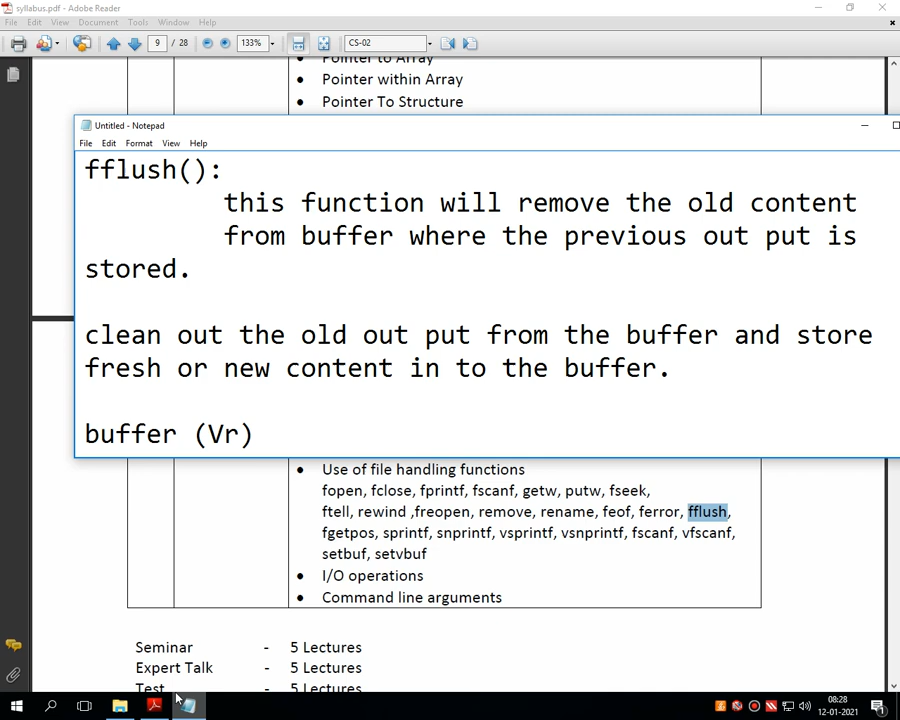 syllabus.pdf - Adobe Reader
File Edit View Document Tools Window Help
9 / 28 133% CS-02
Pointer to Array
• Pointer within Array
• Pointer To Structure
Untitled - Notepad
File Edit Format View Help
fflush():
this function will remove the old content
from buffer where the previous out put is
stored.
clean out the old out put from the buffer and store
fresh or new content in to the buffer.
buffer (Vr)
• Use of file handling functions
fopen, fclose, fprintf, fscanf, getw, putw, fseek,
ftell, rewind ,freopen, remove, rename, feof, ferror, fflush,
fgetpos, sprintf, snprintf, vsprintf, vsnprintf, fscanf, vfscanf,
setbuf, setvbuf
• I/O operations
• Command line arguments
Seminar - 5 Lectures
Expert Talk - 5 Lectures
Test - 5 Lectures
08:28
12-01-2021
1